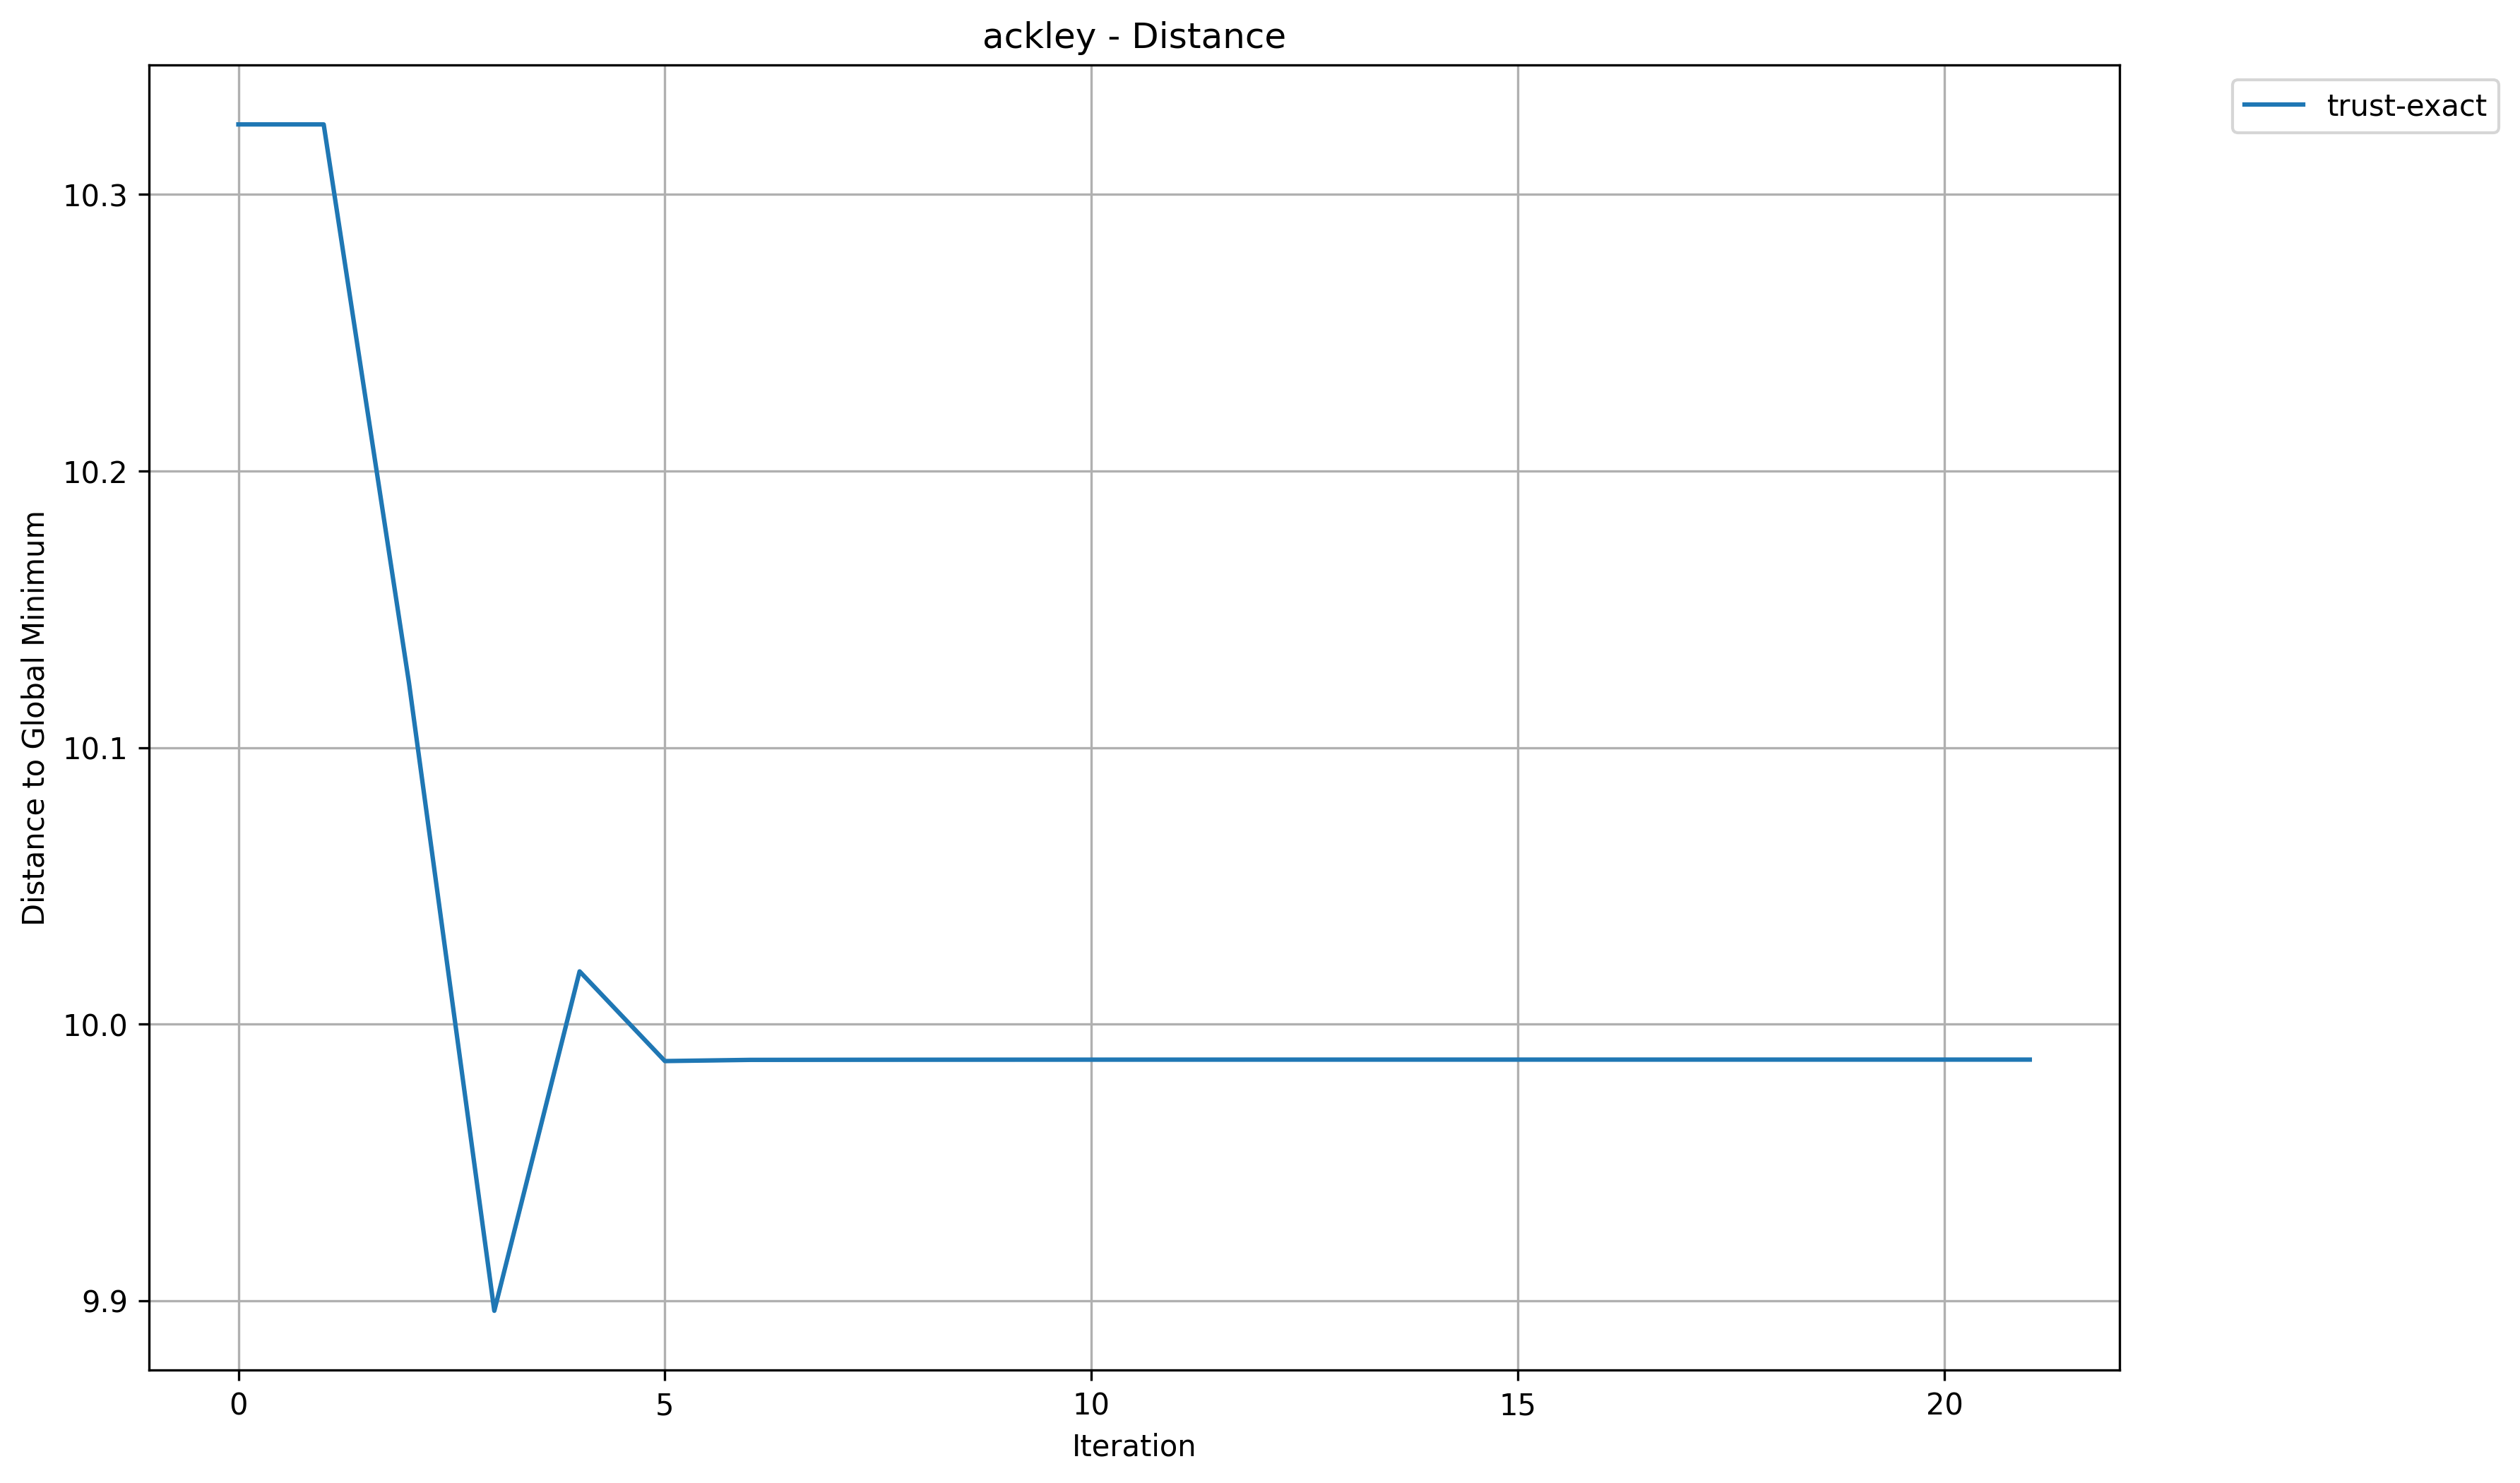 ackley - Distance
trust-exact
Distance to Global Minimum
10.3
10.2
10.1
10.0
9.9
0 5 10 15 20
Iteration